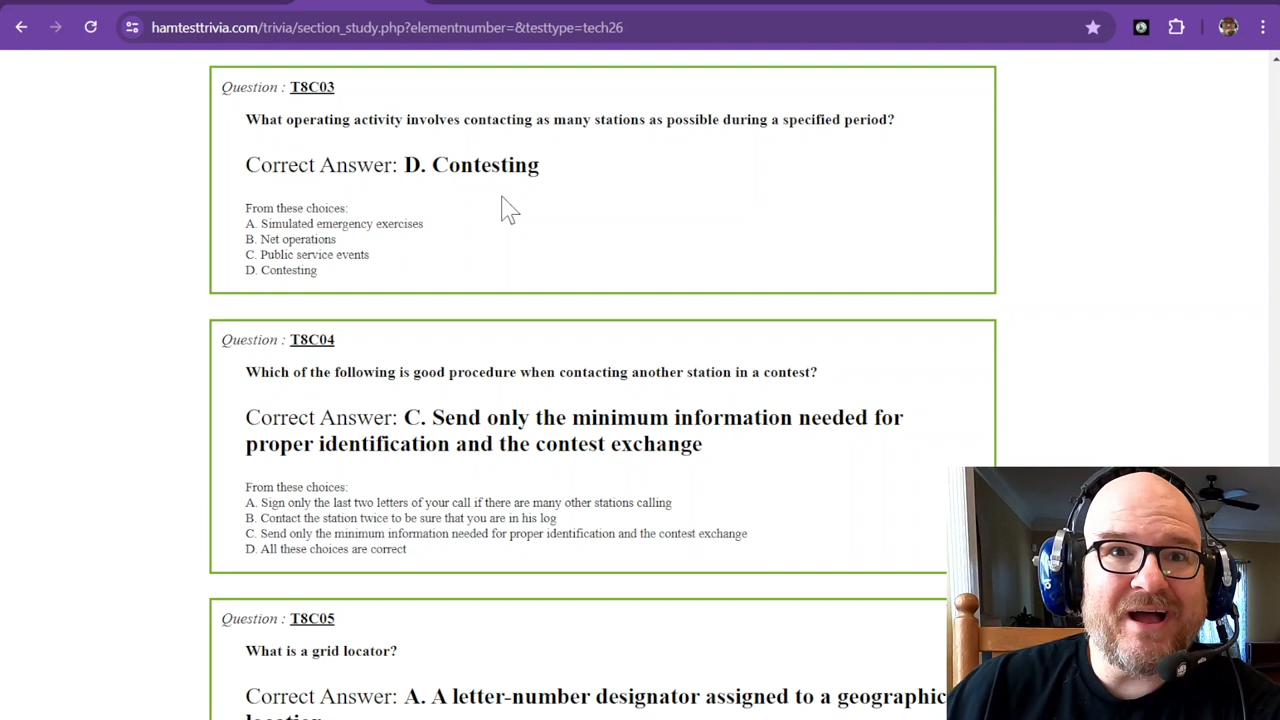 hamtesttrivia.com/trivia/section_study.php?elementnumber=&testtype=tech26
Question : T8C03
What operating activity involves contacting as many stations as possible during a specified period?
Correct Answer: D. Contesting
From these choices:
A. Simulated emergency exercises
B. Net operations
C. Public service events
D. Contesting
Question : T8C04
Which of the following is good procedure when contacting another station in a contest?
Correct Answer: C. Send only the minimum information needed for
proper identification and the contest exchange
From these choices:
A. Sign only the last two letters of your call if there are many other stations calling
B. Contact the station twice to be sure that you are in his log
C. Send only the minimum information needed for proper identification and the contest exchange
D. All these choices are correct
Question : T8C05
What is a grid locator?
Correct Answer: A. A letter-number designator assigned to a geographic
location